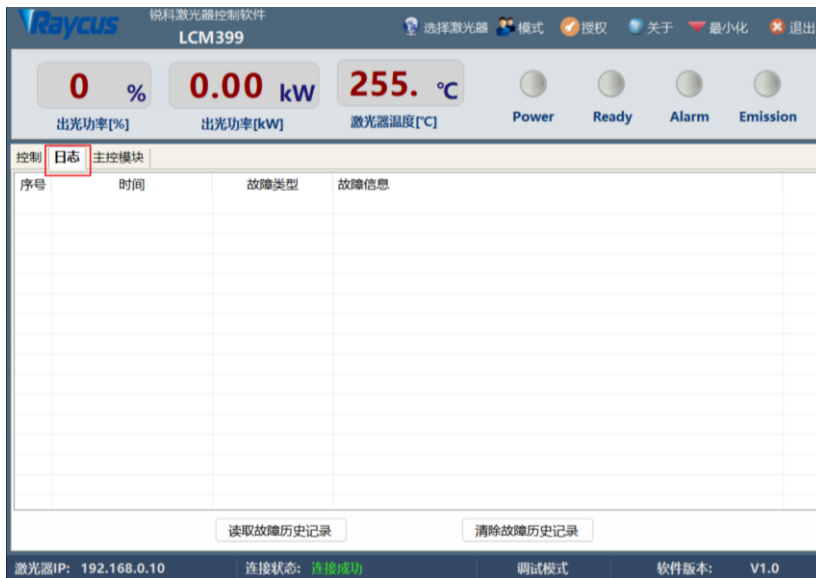 Raycus 锐科激光器控制软件
LCM399
选择激光器 模式 授权 关于 最小化 退出
0 % 0.00 kW 255. ℃
出光功率[%] 出光功率[kW] 激光器温度[℃] Power Ready Alarm Emission
控制 日志 主控模块
序号 时间 故障类型 故障信息
读取故障历史记录 清除故障历史记录
激光器IP: 192.168.0.10 连接状态: 连接成功 调试模式 软件版本: V1.0